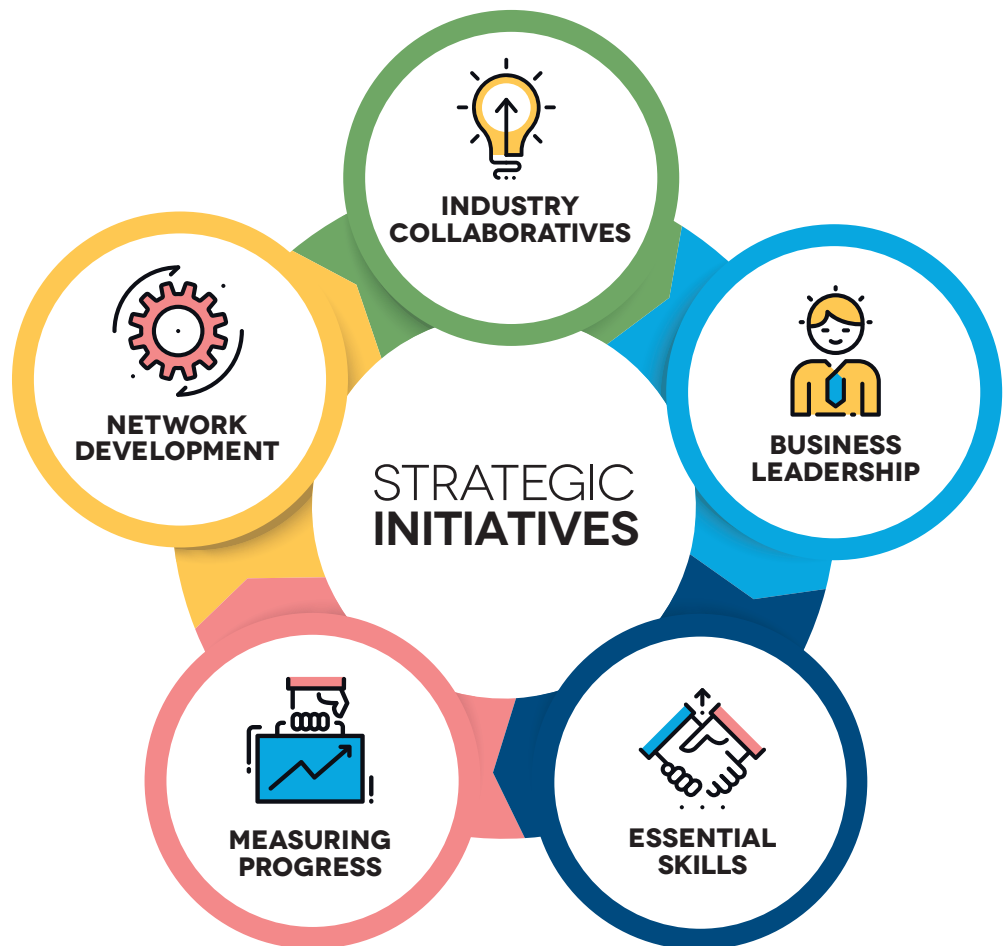 INDUSTRY
COLLABORATIVES
BUSINESS
LEADERSHIP
ESSENTIAL
SKILLS
MEASURING
PROGRESS
NETWORK
DEVELOPMENT
STRATEGIC
INITIATIVES